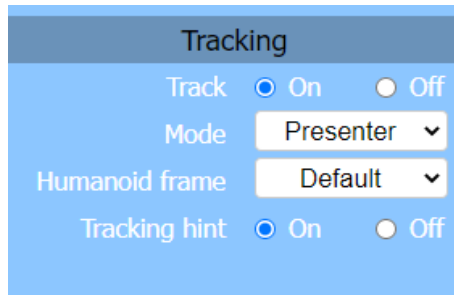 Tracking
Track On Off
Mode Presenter
Humanoid frame Default
Tracking hint On Off